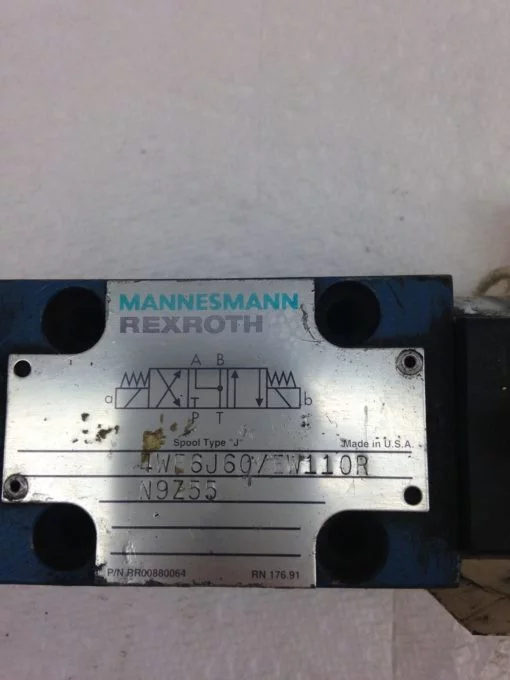 MANNESMANN
REXROTH
A B
a b
T
P T
Spool Type "J" Made in U.S.A.
4WE6J60/EW110R
N9Z55
P/N RR00880064 RN 176.91